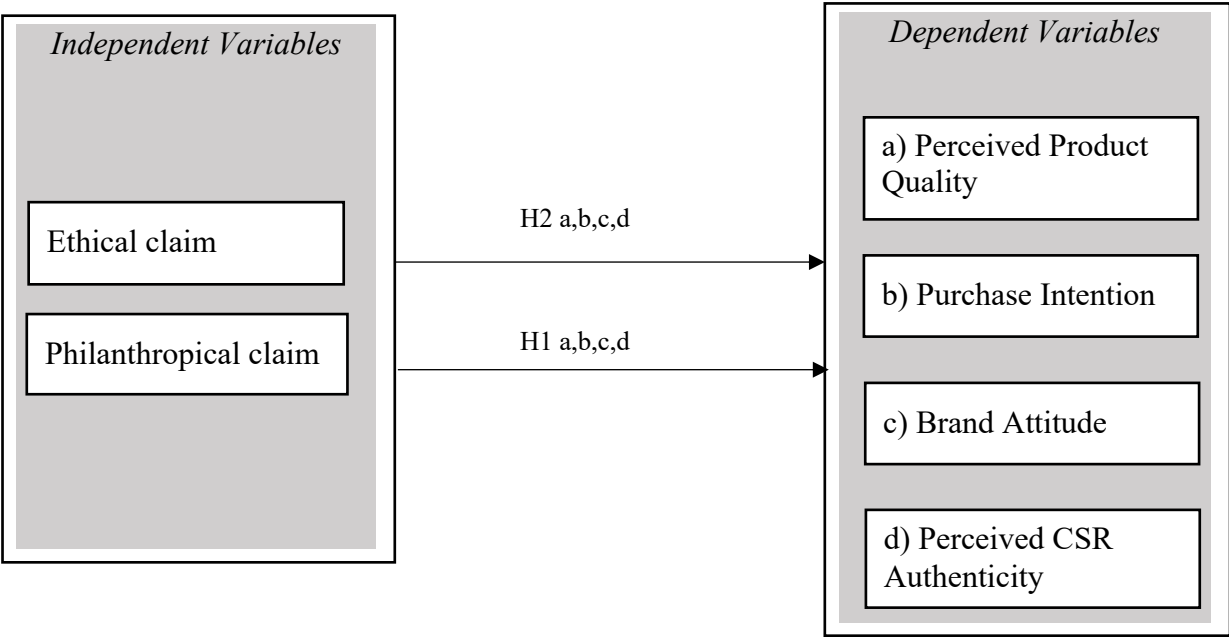 Independent Variables
Ethical claim
Philanthropical claim
H2 a,b,c,d
H1 a,b,c,d
Dependent Variables
a) Perceived Product
Quality
b) Purchase Intention
c) Brand Attitude
d) Perceived CSR
Authenticity